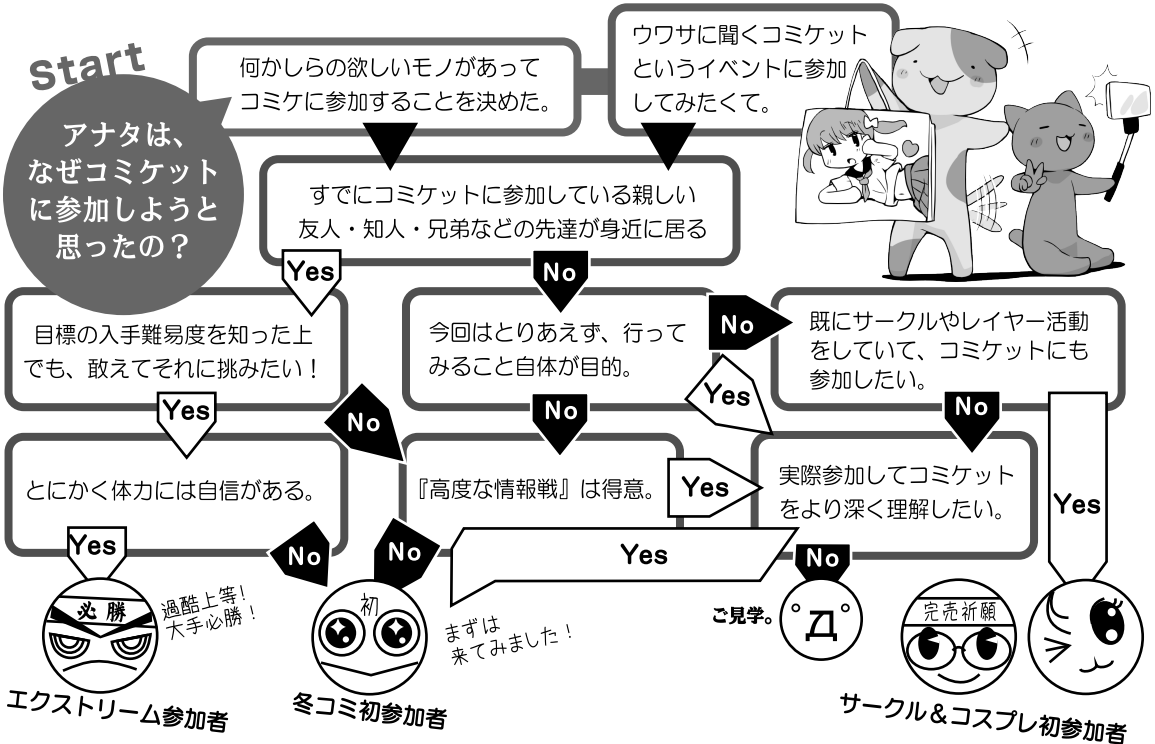 Start
アナタは、
なぜコミケット
に参加しようと
思ったの？
何かしらの欲しいモノがあって
コミケに参加することを決めた。
ウワサに聞くコミケット
というイベントに参加
してみたくて。
すでにコミケットに参加している親しい
友人・知人・兄弟などの先達が身近に居る
Yes
No
目標の入手難易度を知った上
でも、敢えてそれに挑みたい！
今回はとりあえず、行って
みること自体が目的。
No
既にサークルやレイヤー活動
をしていて、コミケットにも
参加したい。
Yes
No
No
Yes
No
Yes
とにかく体力には自信がある。
『高度な情報戦』は得意。
Yes
実際参加してコミケット
をより深く理解したい。
Yes
No
No
Yes
No
必勝
過酷上等！
大手必勝！
エクストリーム参加者
初
まずは
来てみました！
冬コミ初参加者
ご見学。
°Д°
完売祈願
サークル＆コスプレ初参加者